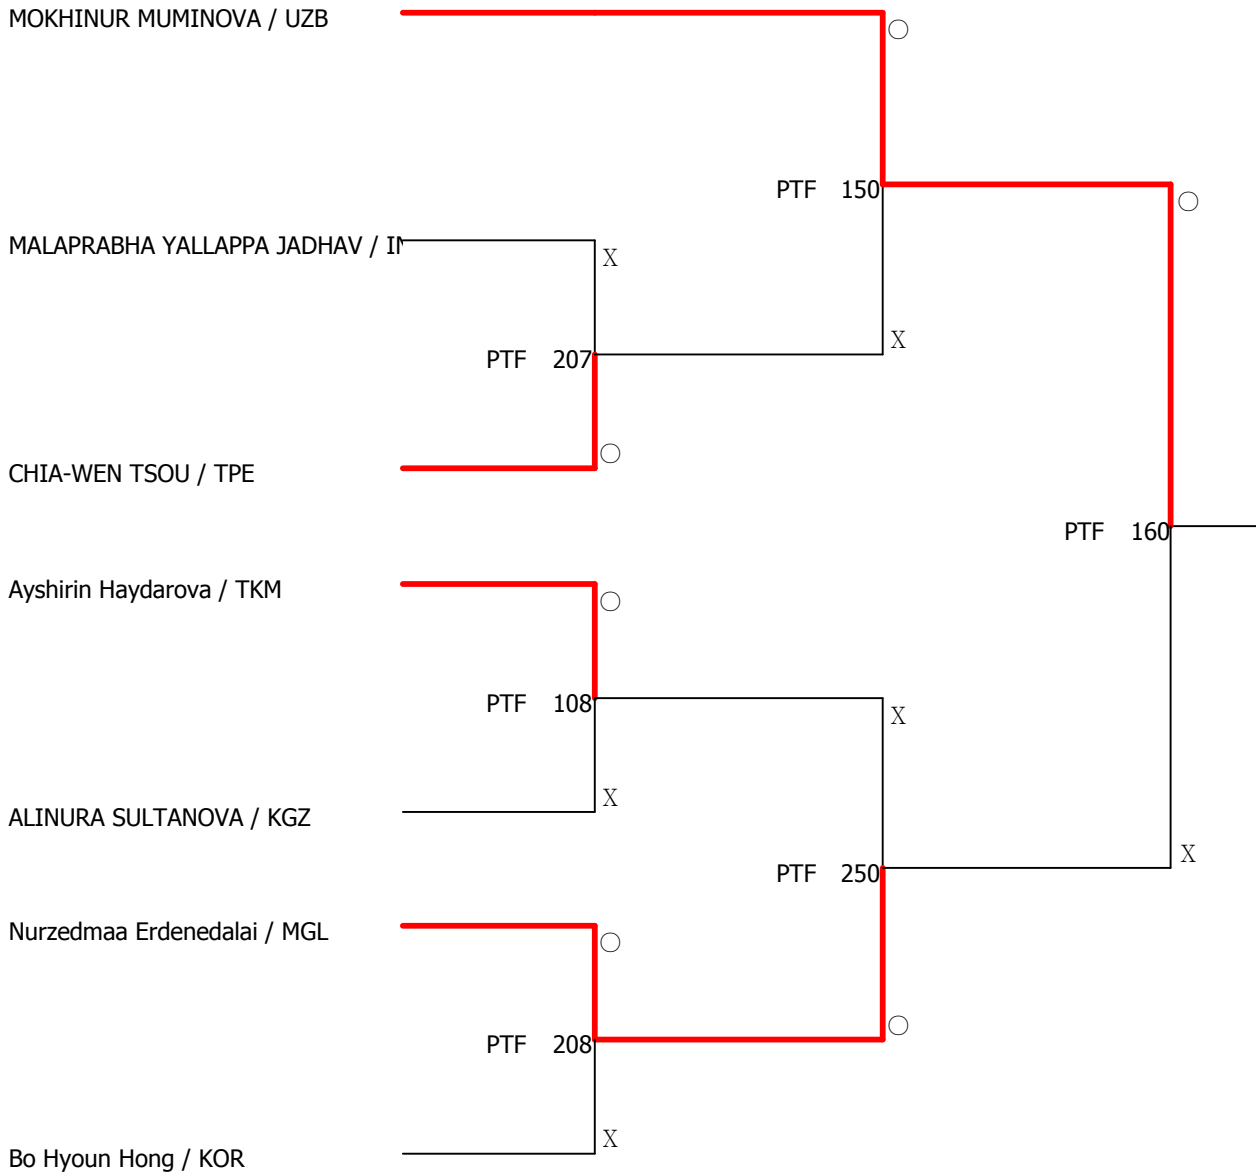 MOKHINUR MUMINOVA / UZB
PTF 150
MALAPRABHA YALLAPPA JADHAV /
X
X
PTF 207
CHIA-WEN TSOU / TPE
PTF 160
Ayshirin Haydarova / TKM
PTF 108
X
ALINURA SULTANOVA / KGZ
X
X
PTF 250
Nurzedmaa Erdenedalai / MGL
PTF 208
X
Bo Hyoun Hong / KOR